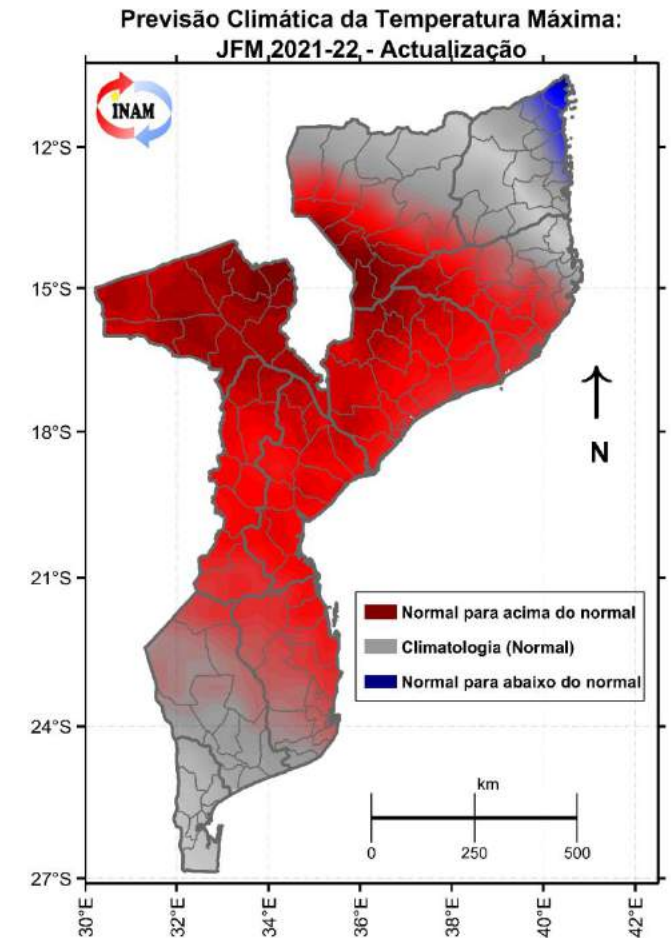 Previsão Climática da Temperatura Máxima:
JFM 2021-22 - Actualização
INAM
12°S
15°S
18°S
21°S
24°S
27°S
N
Normal para acima do normal
Climatologia (Normal)
Normal para abaixo do normal
km
0 250 500
30°E 32°E 34°E 36°E 38°E 40°E 42°E